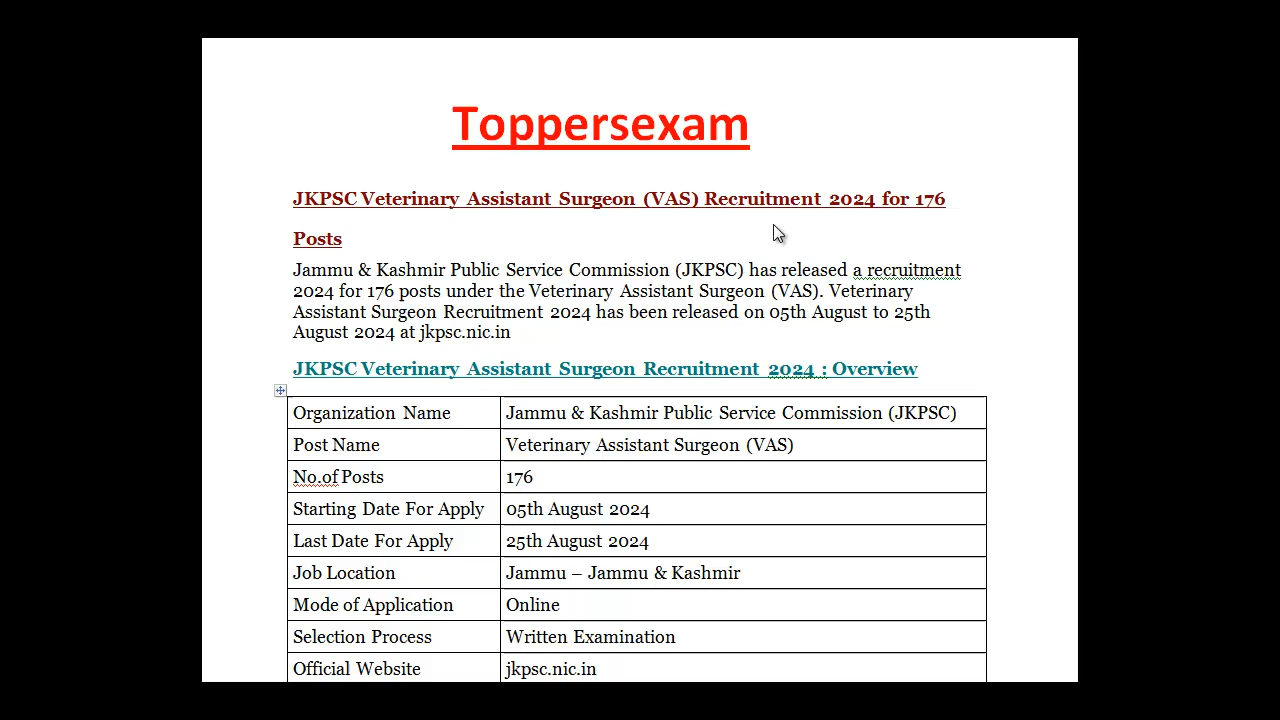 Toppersexam
JKPSC Veterinary Assistant Surgeon (VAS) Recruitment 2024 for 176
Posts
Jammu & Kashmir Public Service Commission (JKPSC) has released a recruitment
2024 for 176 posts under the Veterinary Assistant Surgeon (VAS). Veterinary
Assistant Surgeon Recruitment 2024 has been released on 05th August to 25th
August 2024 at jkpsc.nic.in
JKPSC Veterinary Assistant Surgeon Recruitment 2024 : Overview
Organization Name Jammu & Kashmir Public Service Commission (JKPSC)
Post Name Veterinary Assistant Surgeon (VAS)
No.of Posts 176
Starting Date For Apply 05th August 2024
Last Date For Apply 25th August 2024
Job Location Jammu – Jammu & Kashmir
Mode of Application Online
Selection Process Written Examination
Official Website jkpsc.nic.in